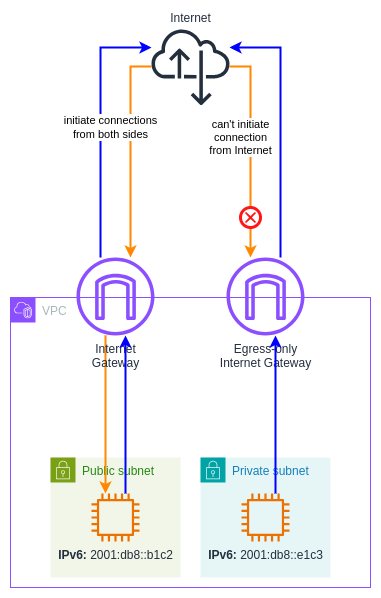 Internet
initiate connections
from both sides
can't initiate
connection
from Internet
VPC
Internet
Gateway
Egress-only
Internet Gateway
Public subnet
Private subnet
IPv6: 2001:db8::b1c2
IPv6: 2001:db8::e1c3